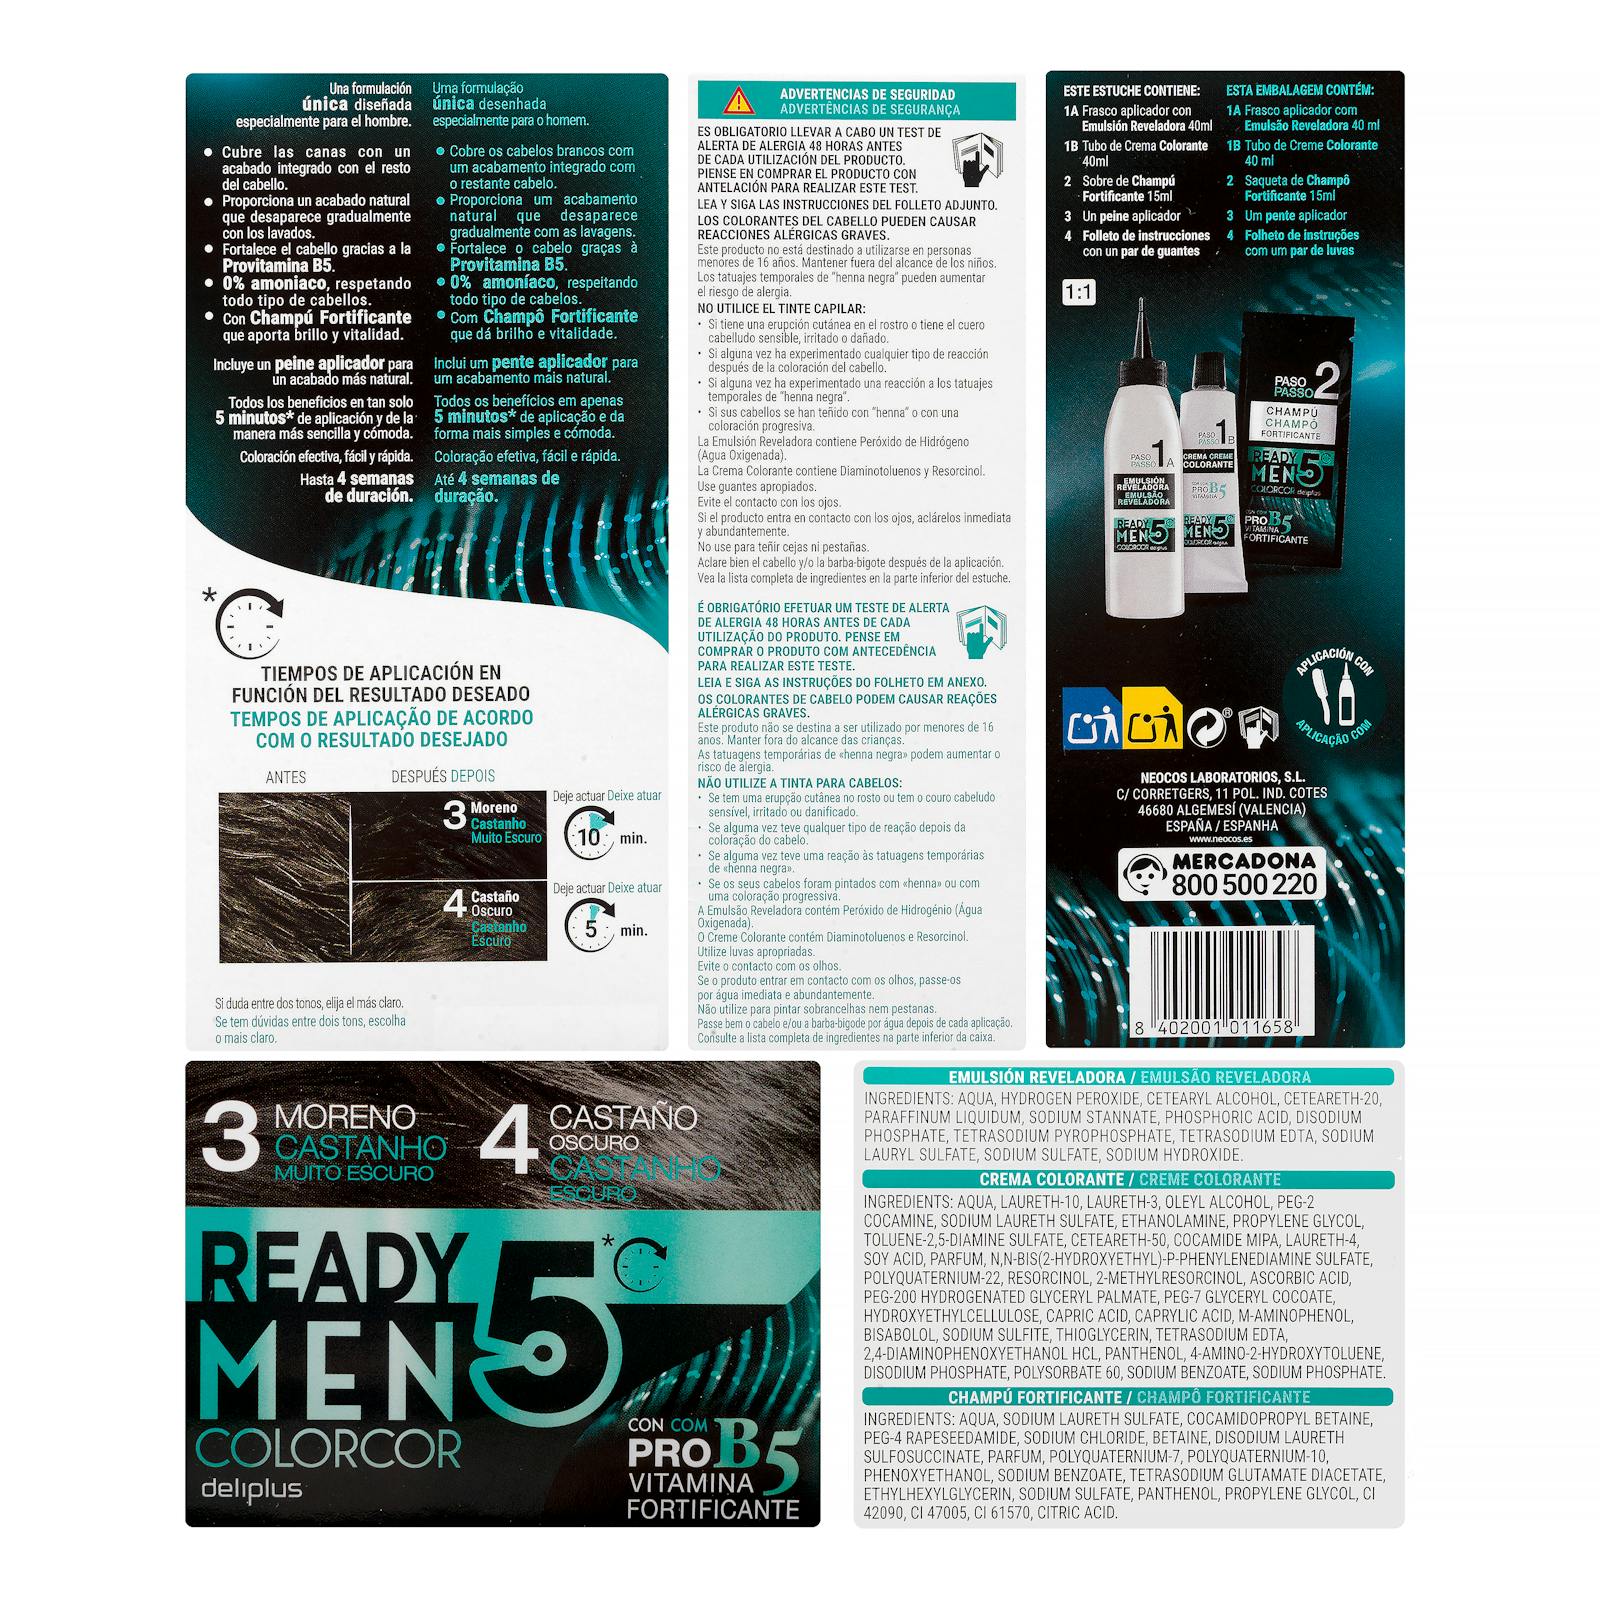 Una formulación
única diseñada
especialmente para el hombre.
• Cubre las canas con un
acabado integrado con el resto
del cabello.
• Proporciona un acabado natural
que desaparece gradualmente
con los lavados.
• Fortalece el cabello gracias a la
Provitamina B5.
• 0% amoniaco, respetando
todo tipo de cabellos.
• Con Champú Fortificante
que aporta brillo y vitalidad.
Incluye un peine aplicador para
un acabado más natural.
Todos los beneficios en tan solo
5 minutos* de aplicación y de la
manera más sencilla y cómoda.
Coloración efectiva, fácil y rápida.
Hasta 4 semanas
de duración.
Uma formulação
única desenhada
especialmente para o homem.
• Cobre os cabelos brancos com
um acabamento integrado com
o restante cabelo.
• Proporciona um acabamento
natural que desaparece
gradualmente com as lavagens.
• Fortalece o cabelo graças à
Provitamina B5.
• 0% amoníaco, respeitando
todo tipo de cabelos.
• Com Champô Fortificante
que dá brilho e vitalidade.
Inclui um pente aplicador para
um acabamento mais natural.
Todos os benefícios em apenas
5 minutos* de aplicação e da
forma mais simples e cómoda.
Coloração efetiva, fácil e rápida.
Até 4 semanas de
duração.
*
TIEMPOS DE APLICACIÓN EN
FUNCIÓN DEL RESULTADO DESEADO
TEMPOS DE APLICAÇÃO DE ACORDO
COM O RESULTADO DESEJADO
ANTES
DESPUÉS DEPOIS
3 Moreno
Castanho
Muito Escuro
Deje actuar Deixe atuar
10 min.
4 Castaño
Oscuro
Castanho
Escuro
Deje actuar Deixe atuar
5 min.
Si duda entre dos tonos, elija el más claro.
Se tem dúvidas entre dois tons, escolha
o mais claro.
ADVERTENCIAS DE SEGURIDAD
ADVERTÊNCIAS DE SEGURANÇA
ES OBLIGATORIO LLEVAR A CABO UN TEST DE
ALERTA DE ALERGIA 48 HORAS ANTES
DE CADA UTILIZACIÓN DEL PRODUCTO.
PIENSE EN COMPRAR EL PRODUCTO CON
ANTELACIÓN PARA REALIZAR ESTE TEST.
LEA Y SIGA LAS INSTRUCCIONES DEL FOLLETO ADJUNTO.
LOS COLORANTES DEL CABELLO PUEDEN CAUSAR
REACCIONES ALÉRGICAS GRAVES.
Este producto no está destinado a utilizarse en personas
menores de 16 años. Mantener fuera del alcance de los niños.
Los tatuajes temporales de "henna negra" pueden aumentar
el riesgo de alergia.
NO UTILICE EL TINTE CAPILAR:
• Si tiene una erupción cutánea en el rostro o tiene el cuero
cabelludo sensible, irritado o dañado.
• Si alguna vez ha experimentado cualquier tipo de reacción
después de la coloración del cabello.
• Si alguna vez ha experimentado una reacción a los tatuajes
temporales de "henna negra".
• Si sus cabellos se han teñido con "henna" o con una
coloración progresiva.
La Emulsión Reveladora contiene Peróxido de Hidrógeno
(Agua Oxigenada).
La Crema Colorante contiene Diaminotoluenos y Resorcinol.
Use guantes apropiados.
Evite el contacto con los ojos.
Si el producto entra en contacto con los ojos, aclárelos inmediata
y abundantemente.
No use para teñir cejas ni pestañas.
Aclare bien el cabello y/o la barba-bigote después de la aplicación.
Vea la lista completa de ingredientes en la parte inferior del estuche.
É OBRIGATÓRIO EFETUAR UM TESTE DE ALERTA
DE ALERGIA 48 HORAS ANTES DE CADA
UTILIZAÇÃO DO PRODUTO. PENSE EM
COMPRAR O PRODUTO COM ANTECEDÊNCIA
PARA REALIZAR ESTE TESTE.
LEIA E SIGA AS INSTRUÇÕES DO FOLHETO EM ANEXO.
OS COLORANTES DE CABELO PODEM CAUSAR REAÇÕES
ALÉRGICAS GRAVES.
Este produto não se destina a ser utilizado por menores de 16
anos. Manter fora do alcance das crianças.
As tatuagens temporárias de «henna negra» podem aumentar o
risco de alergia.
NÃO UTILIZE A TINTA PARA CABELOS:
• Se tem uma erupção cutânea no rosto ou tem o couro cabeludo
sensível, irritado ou danificado.
• Se alguma vez teve qualquer tipo de reação depois da
coloração do cabelo.
• Se alguma vez teve uma reação às tatuagens temporárias
de «henna negra».
• Se os seus cabelos foram pintados com «henna» ou com
uma coloração progressiva.
A Emulsão Reveladora contém Peróxido de Hidrogénio (Água
Oxigenada).
O Creme Colorante contém Diaminotoluenos e Resorcinol.
Utilize luvas apropriadas.
Evite o contacto com os olhos.
Se o produto entrar em contacto com os olhos, passe-os
por água imediata e abundantemente.
Não utilize para pintar sobrancelhas nem pestanas.
Passe bem o cabelo e/ou a barba-bigode por água depois de cada aplicação.
Consulte a lista completa de ingredientes na parte inferior da caixa.
ESTE ESTUCHE CONTIENE:
1A Frasco aplicador con
Emulsión Reveladora 40ml
1B Tubo de Crema Colorante
40ml
2 Sobre de Champú
Fortificante 15ml
3 Un peine aplicador
4 Folleto de instrucciones
con un par de guantes
ESTA EMBALAGEM CONTÉM:
1A Frasco aplicador com
Emulsão Reveladora 40 ml
1B Tubo de Creme Colorante
40 ml
2 Saqueta de Champô
Fortificante 15ml
3 Um pente aplicador
4 Folheto de instruções
com um par de luvas
1:1
PASO
PASSO 1A
EMULSIÓN
REVELADORA
EMULSÃO
REVELADORA
READY
MEN 5
COLORCOR deliplus
PASO
PASSO 1B
CREMA CREME
COLORANTE
CON COM
PRO B5
VITAMINA
READY
MEN 5
COLORCOR deliplus
PASO
PASSO 2
CHAMPÚ
CHAMPÔ
FORTIFICANTE
READY
MEN 5
COLORCOR deliplus
CON COM
PRO B5
VITAMINA
FORTIFICANTE
APLICACIÓN CON
APLICAÇÃO COM
NEOCOS LABORATORIOS, S.L.
C/ CORRETGERS, 11 POL. IND. COTES
46680 ALGEMESÍ (VALENCIA)
ESPAÑA / ESPANHA
www.neocos.es
MERCADONA
800 500 220
8 402001 011658
3 MORENO
CASTANHO
MUITO ESCURO
4 CASTAÑO
OSCURO
CASTANHO
ESCURO
READY
MEN 5*
COLORCOR
deliplus
CON COM
PRO B5
VITAMINA
FORTIFICANTE
EMULSIÓN REVELADORA / EMULSÃO REVELADORA
INGREDIENTS: AQUA, HYDROGEN PEROXIDE, CETEARYL ALCOHOL, CETEARETH-20,
PARAFFINUM LIQUIDUM, SODIUM STANNATE, PHOSPHORIC ACID, DISODIUM
PHOSPHATE, TETRASODIUM PYROPHOSPHATE, TETRASODIUM EDTA, SODIUM
LAURYL SULFATE, SODIUM SULFATE, SODIUM HYDROXIDE.
CREMA COLORANTE / CREME COLORANTE
INGREDIENTS: AQUA, LAURETH-10, LAURETH-3, OLEYL ALCOHOL, PEG-2
COCAMINE, SODIUM LAURETH SULFATE, ETHANOLAMINE, PROPYLENE GLYCOL,
TOLUENE-2,5-DIAMINE SULFATE, CETEARETH-50, COCAMIDE MIPA, LAURETH-4,
SOY ACID, PARFUM, N,N-BIS(2-HYDROXYETHYL)-P-PHENYLENEDIAMINE SULFATE,
POLYQUATERNIUM-22, RESORCINOL, 2-METHYLRESORCINOL, ASCORBIC ACID,
PEG-200 HYDROGENATED GLYCERYL PALMATE, PEG-7 GLYCERYL COCOATE,
HYDROXYETHYLCELLULOSE, CAPRIC ACID, CAPRYLIC ACID, M-AMINOPHENOL,
BISABOLOL, SODIUM SULFITE, THIOGLYCERIN, TETRASODIUM EDTA,
2,4-DIAMINOPHENOXYETHANOL HCL, PANTHENOL, 4-AMINO-2-HYDROXYTOLUENE,
DISODIUM PHOSPHATE, POLYSORBATE 60, SODIUM BENZOATE, SODIUM PHOSPHATE.
CHAMPÚ FORTIFICANTE / CHAMPÔ FORTIFICANTE
INGREDIENTS: AQUA, SODIUM LAURETH SULFATE, COCAMIDOPROPYL BETAINE,
PEG-4 RAPESEEDAMIDE, SODIUM CHLORIDE, BETAINE, DISODIUM LAURETH
SULFOSUCCINATE, PARFUM, POLYQUATERNIUM-7, POLYQUATERNIUM-10,
PHENOXYETHANOL, SODIUM BENZOATE, TETRASODIUM GLUTAMATE DIACETATE,
ETHYLHEXYLGLYCERIN, SODIUM SULFATE, PANTHENOL, PROPYLENE GLYCOL, CI
42090, CI 47005, CI 61570, CITRIC ACID.